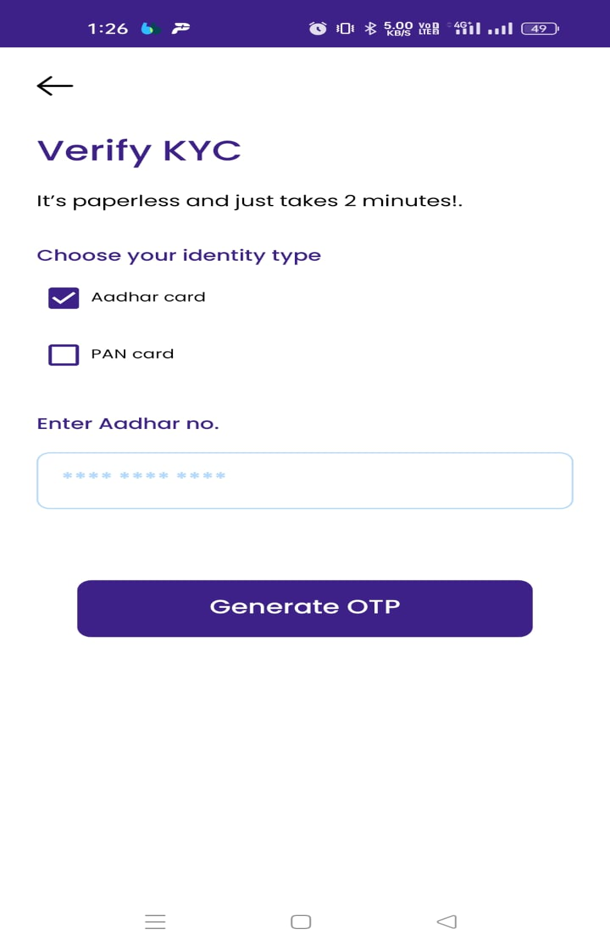 1:26 5.00 KB/S VoD LTE 4G+ 49
Verify KYC
It's paperless and just takes 2 minutes!.
Choose your identity type
Aadhar card
PAN card
Enter Aadhar no.
**** **** ****
Generate OTP